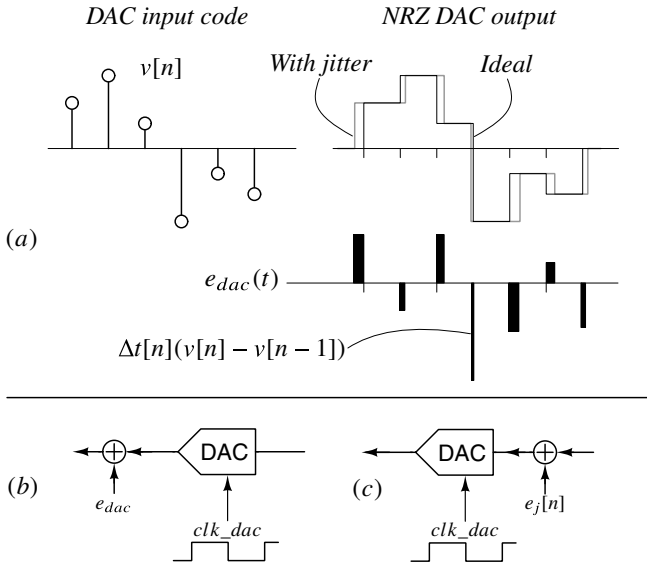 DAC input code
NRZ DAC output
v[n]
With jitter
Ideal
(a)
e_dac(t)
Δt[n](v[n] − v[n − 1])
DAC
DAC
(b)
e_dac
clk_dac
(c)
e_j[n]
clk_dac